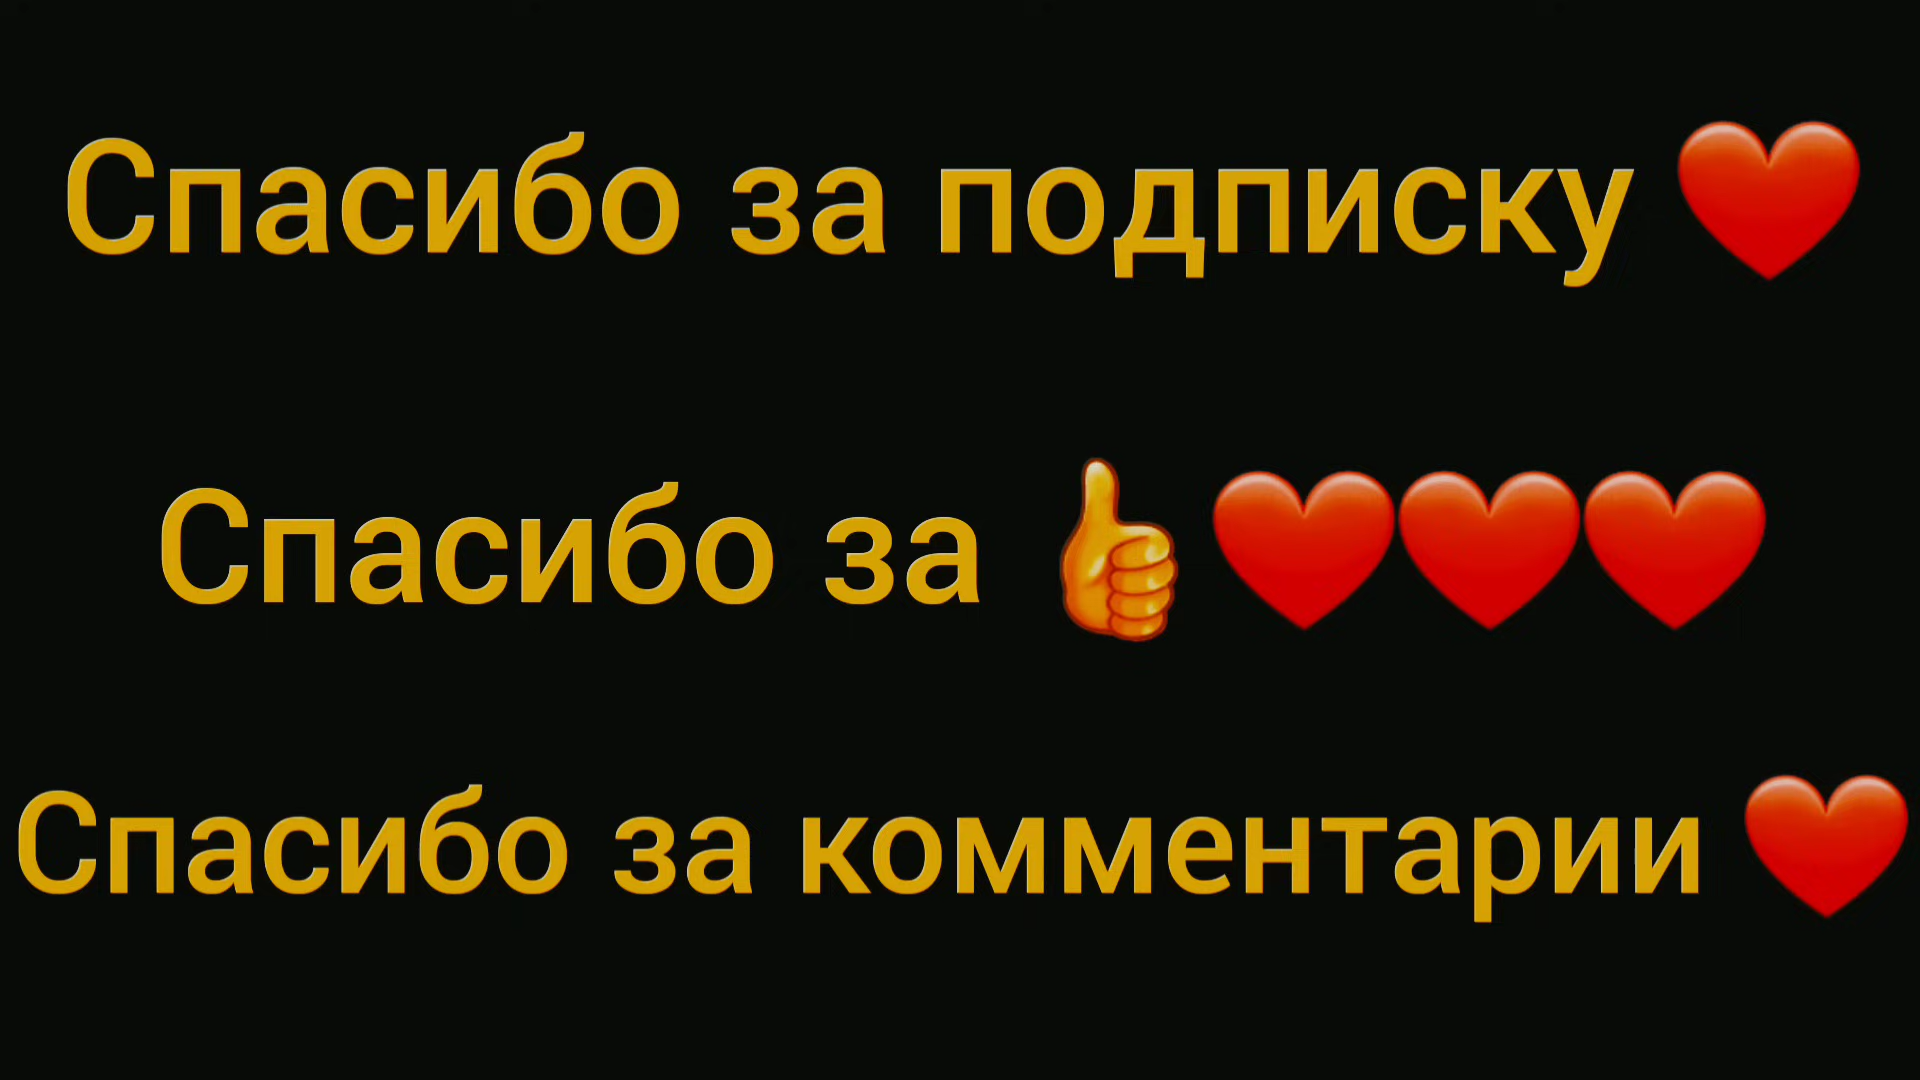 Спасибо за подписку ❤️
Спасибо за 👍❤️❤️❤️
Спасибо за комментарии ❤️